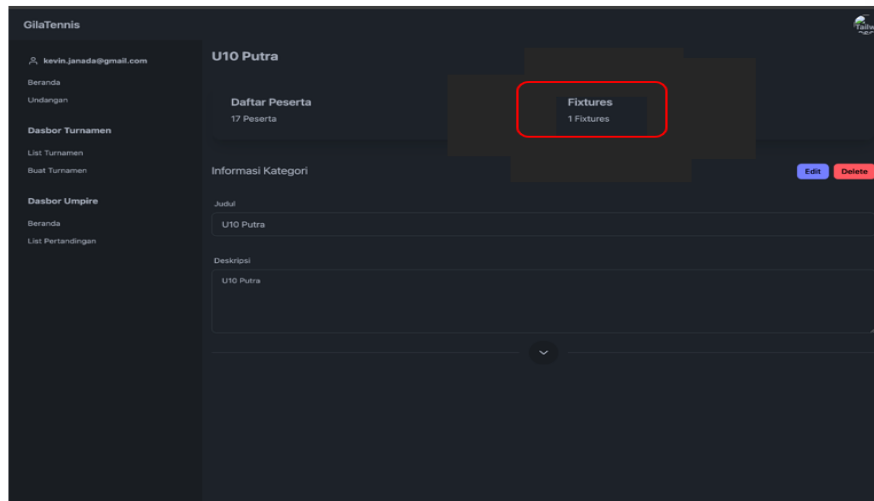 GilaTennis
kevin.janada@gmail.com
Beranda
Undangan
Dasbor Turnamen
List Turnamen
Buat Turnamen
Dasbor Umpire
Beranda
List Pertandingan
U10 Putra
Daftar Peserta
17 Peserta
Fixtures
1 Fixtures
Informasi Kategori
Edit
Delete
Judul
U10 Putra
Deskripsi
U10 Putra